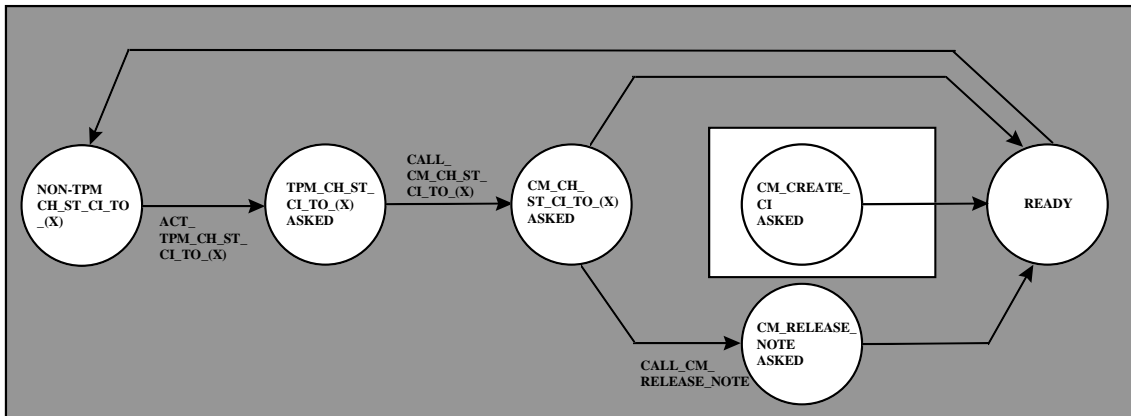 NON-TPM
CH_ST_CI_TO
_(X)
ACT_
TPM_CH_ST_
CI_TO_(X)
TPM_CH_ST_
CI_TO_(X)
ASKED
CALL_
CM_CH_ST_
CI_TO_(X)
CM_CH_
ST_CI_TO_(X)
ASKED
CM_CREATE_
CI
ASKED
READY
CALL_CM_
RELEASE_NOTE
CM_RELEASE_
NOTE
ASKED